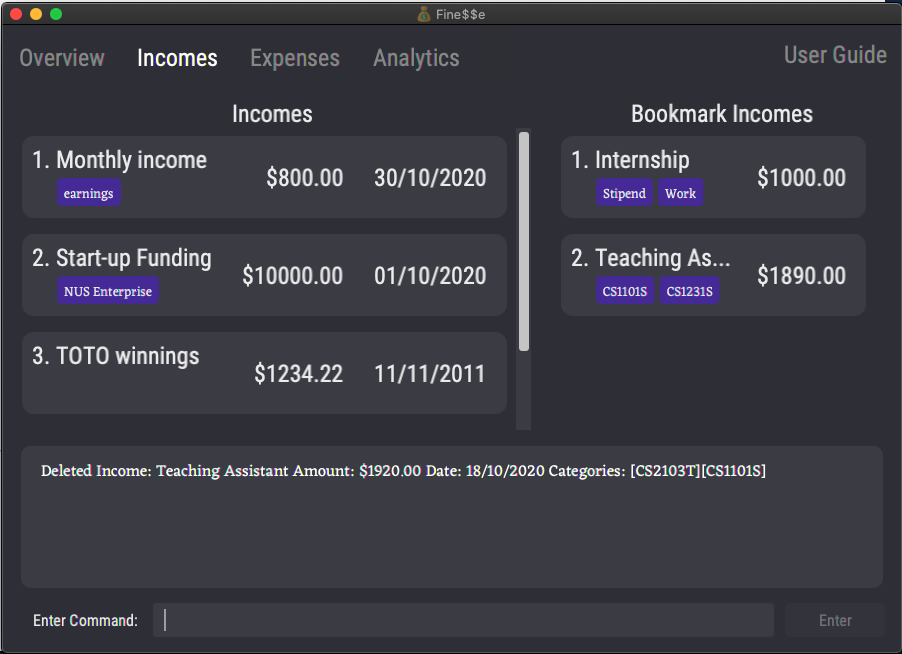 Fine$$e
Overview Incomes Expenses Analytics User Guide
Incomes
1. Monthly income $800.00 30/10/2020
earnings
2. Start-up Funding $10000.00 01/10/2020
NUS Enterprise
3. TOTO winnings $1234.22 11/11/2011
Bookmark Incomes
1. Internship $1000.00
Stipend Work
2. Teaching As... $1890.00
CS1101S CS1231S
Deleted Income: Teaching Assistant Amount: $1920.00 Date: 18/10/2020 Categories: [CS2103T][CS1101S]
Enter Command: Enter